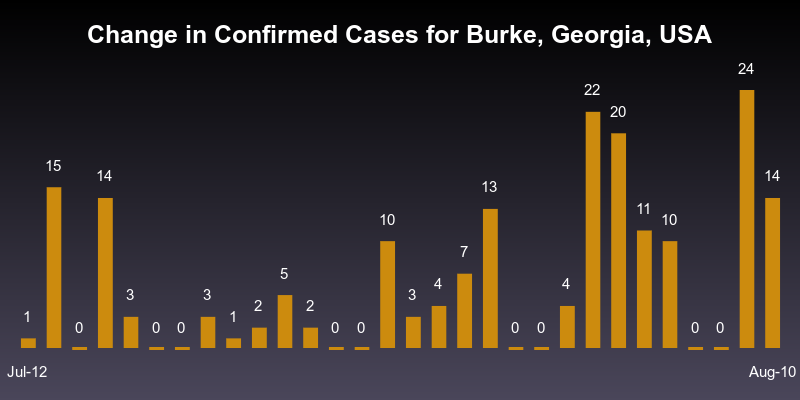 Change in Confirmed Cases for Burke, Georgia, USA
1 15 0 14 3 0 0 3 1 2 5 2 0 0 10 3 4 7 13 0 0 4 22 20 11 10 0 0 24 14
Jul-12 Aug-10